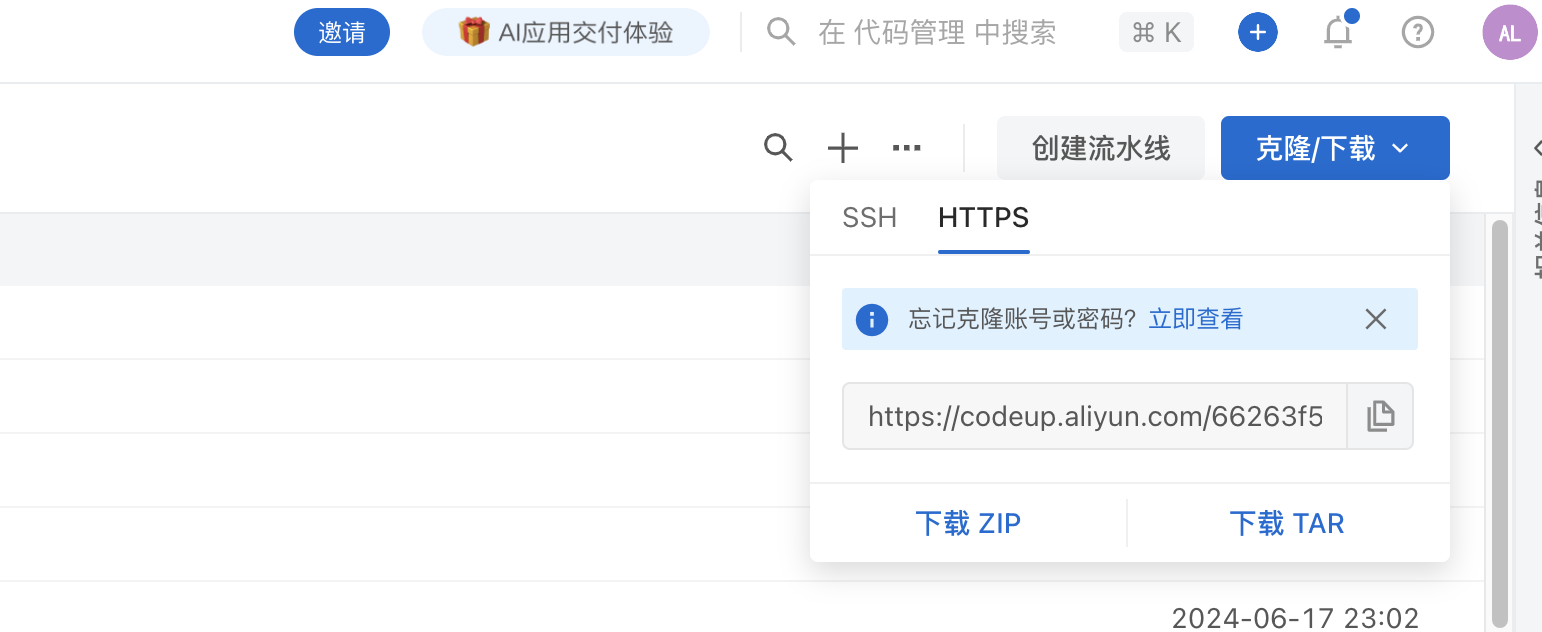 邀请
AI应用交付体验
在 代码管理 中搜索
⌘ K
AL
创建流水线
克隆/下载
SSH
HTTPS
忘记克隆账号或密码? 立即查看
https://codeup.aliyun.com/66263f5
下载 ZIP
下载 TAR
2024-06-17 23:02